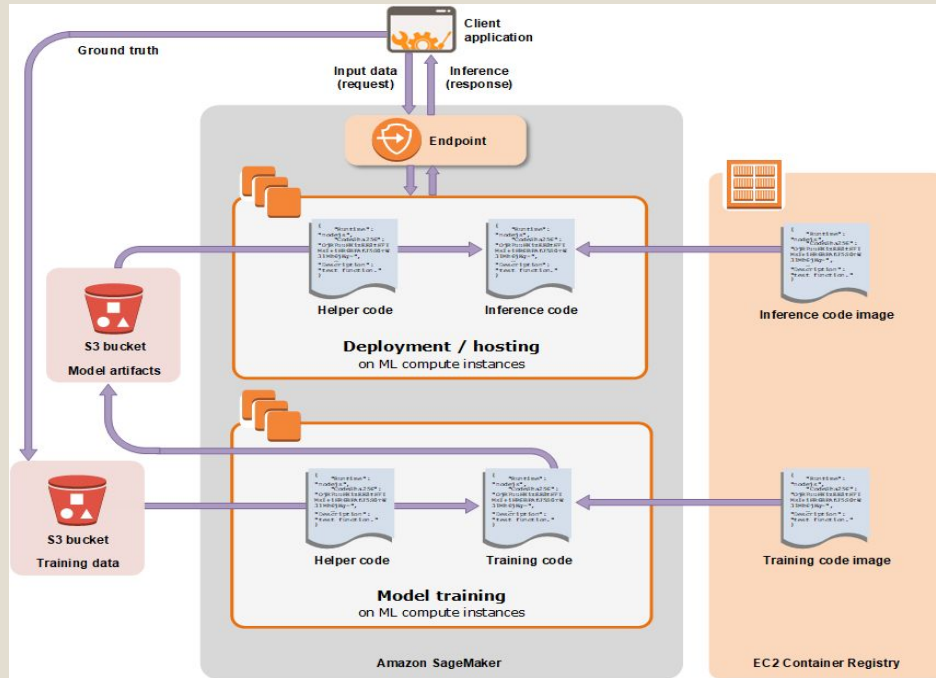 Client
application
Ground truth
Input data
(request)
Inference
(response)
Endpoint
Helper code
Inference code
Inference code image
Deployment / hosting
on ML compute instances
S3 bucket
Model artifacts
S3 bucket
Training data
Helper code
Training code
Training code image
Model training
on ML compute instances
Amazon SageMaker
EC2 Container Registry